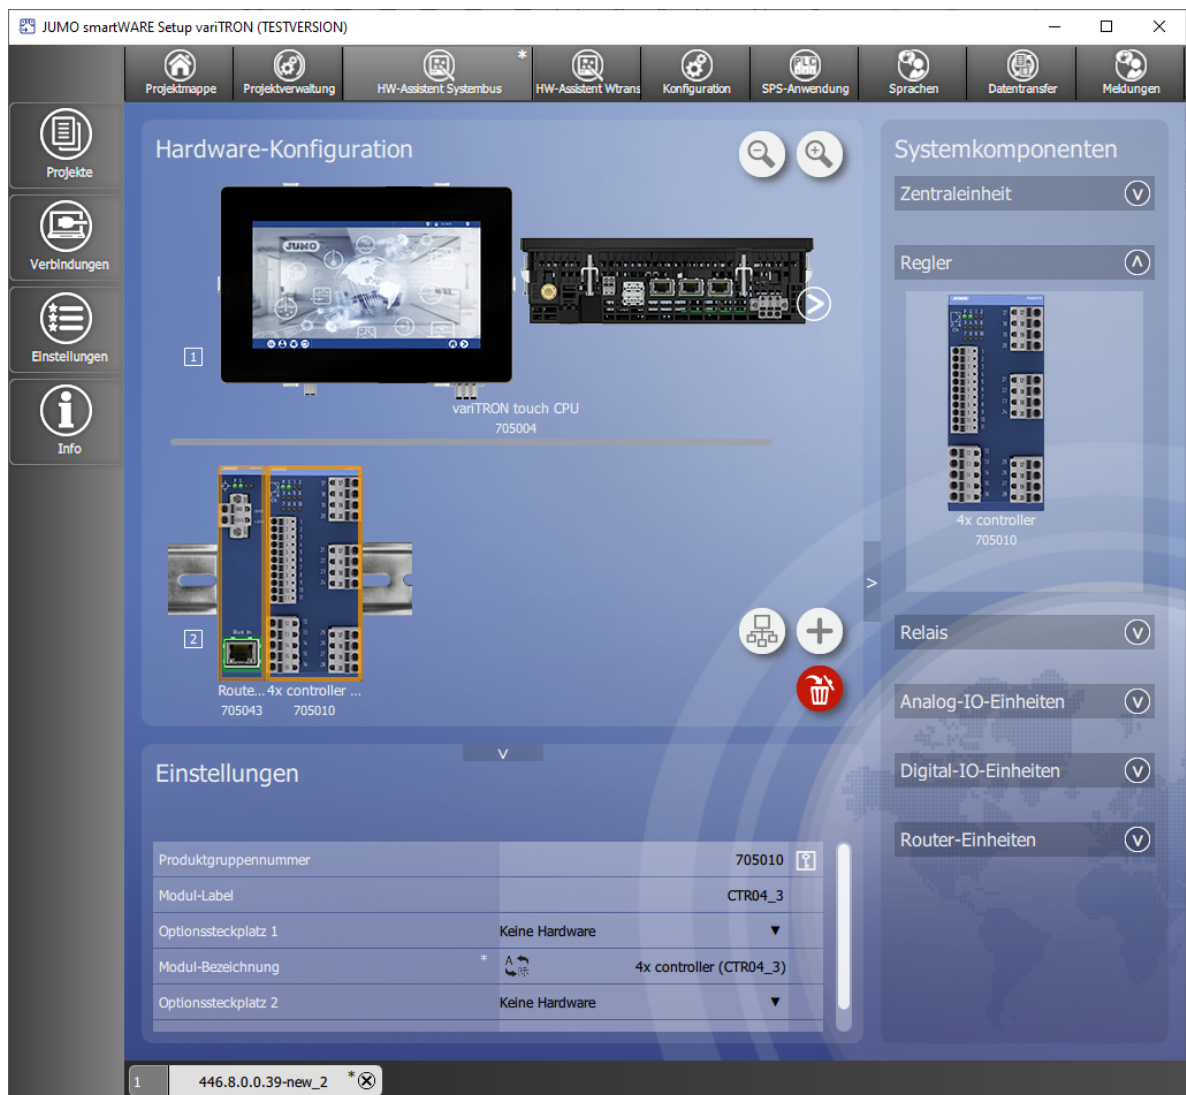 JUMO smartWARE Setup variTRON (TESTVERSION)
Projektmappe
Projektverwaltung
HW-Assistent Systembus
*
HW-Assistent Wtrans
Konfiguration
PLC
SPS-Anwendung
Sprachen
Datentransfer
Meldungen
Projekte
Verbindungen
Einstellungen
Info
Hardware-Konfiguration
JUMO
1
variTRON touch CPU
705004
2
Bus In
Route...
4x controller ...
705043
705010
Systemkomponenten
Zentraleinheit
Regler
4x controller
705010
Relais
Analog-IO-Einheiten
Digital-IO-Einheiten
Router-Einheiten
Einstellungen
Produktgruppennummer 705010
Modul-Label CTR04_3
Optionssteckplatz 1 Keine Hardware
Modul-Bezeichnung * A 4x controller (CTR04_3)
Optionssteckplatz 2 Keine Hardware
1 446.8.0.0.39-new_2 *